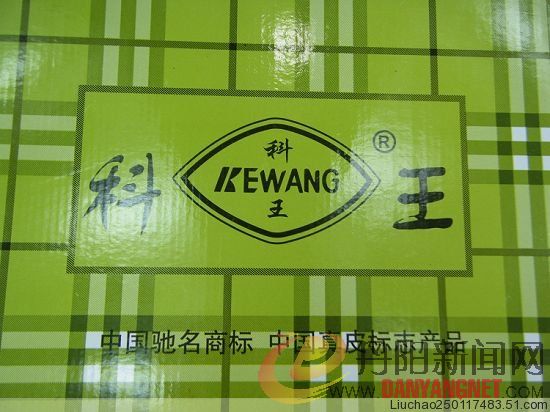 科
®
科 KEWANG 王
王
中国驰名商标 中国真皮标志产品
丹阳新闻网
DANYANGNET.COM
Liuchao250117483.51.com